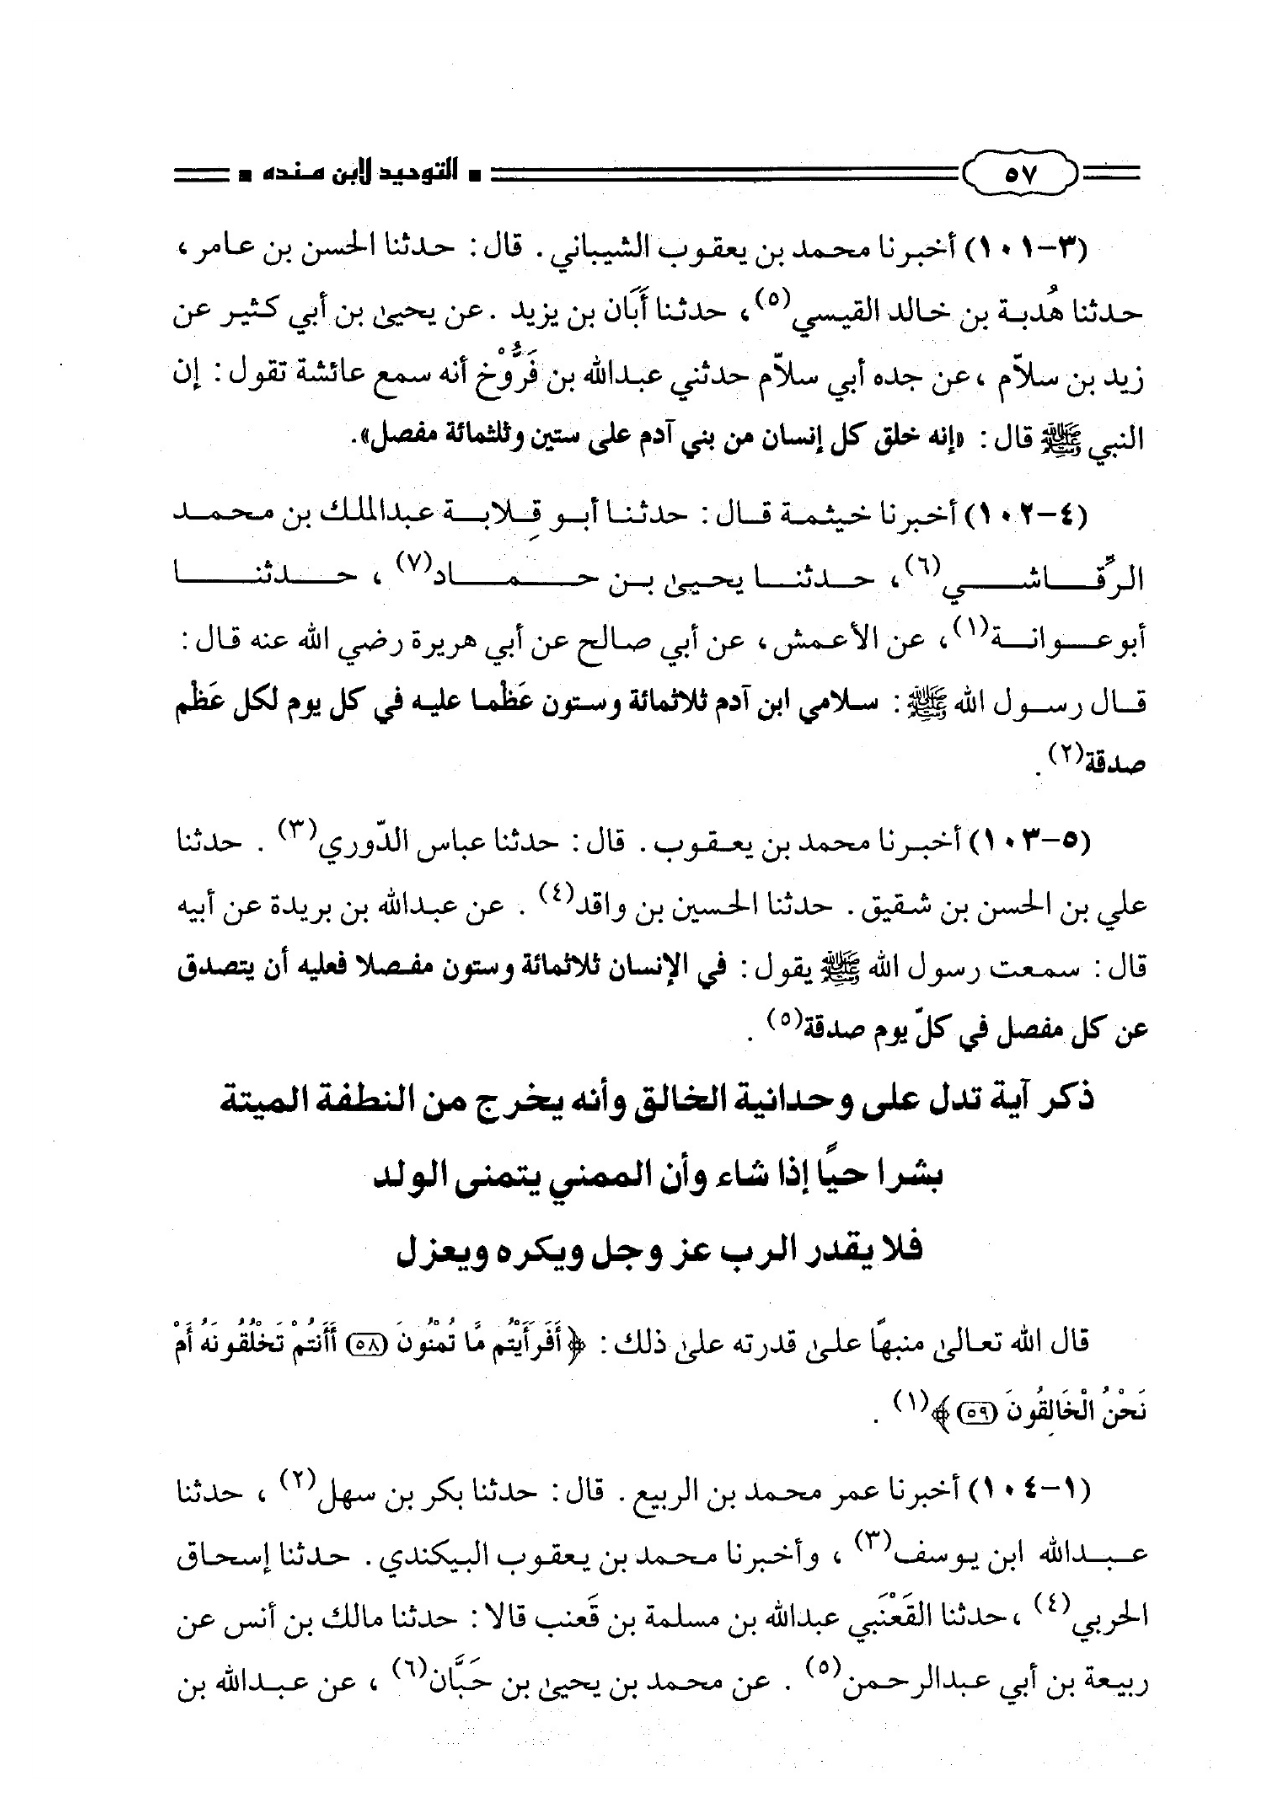 ٥٧ ■ التوحيد لابن منده ■
(٣-١٠١) أخبرنا محمد بن يعقوب الشيباني. قال: حدثنا الحسن بن عامر،
حدثنا هُدبة بن خالد القيسي(٥)، حدثنا أَبَان بن يزيد . عن يحيىٰ بن أبي كثير عن
زيد بن سلاّم ، عن جده أبي سلاّم حدثني عبدالله بن فَرُّوْخ أنه سمع عائشة تقول: إن
النبي ﷺ قال: «إنه خلق كل إنسان من بني آدم على ستين وثلثمائة مفصل».
(٤-١٠٢) أخبرنا خيثمة قال: حدثنا أبو قِلابة عبدالملك بن محمد
الرِّقاشي(٦)، حدثنا يحيىٰ بن حماد(٧)، حدثنا
أبوعوانة(١)، عن الأعمش، عن أبي صالح عن أبي هريرة رضي الله عنه قال:
قال رسول الله ﷺ: سلامي ابن آدم ثلاثمائة وستون عَظْما عليه في كل يوم لكل عَظْم
صدقة(٢).
(٥-١٠٣) أخبرنا محمد بن يعقوب. قال: حدثنا عباس الدّوري(٣) . حدثنا
علي بن الحسن بن شقيق. حدثنا الحسين بن واقد(٤) . عن عبدالله بن بريدة عن أبيه
قال: سمعت رسول الله ﷺ يقول: في الإنسان ثلاثمائة وستون مفصلا فعليه أن يتصدق
عن كل مفصل في كلّ يوم صدقة(٥) .
ذكر آية تدل على وحدانية الخالق وأنه يخرج من النطفة الميتة
بشرا حيًا إذا شاء وأن الممني يتمنى الولد
فلا يقدر الرب عز وجل ويكره ويعزل
قال الله تعالىٰ منبهًا علىٰ قدرته علىٰ ذلك: ﴿أَفَرَأَيْتُم مَّا تُمْنُونَ (٥٨) أَأَنتُمْ تَخْلُقُونَهُ أَمْ
نَحْنُ الْخَالِقُونَ (٥٩)﴾(١) .
(١-١٠٤) أخبرنا عمر محمد بن الربيع. قال: حدثنا بكر بن سهل(٢) ، حدثنا
عبدالله ابن يوسف(٣) ، وأخبرنا محمد بن يعقوب البيكندي. حدثنا إسحاق
الحربي(٤) ، حدثنا القَعْنَبي عبدالله بن مسلمة بن قَعنب قالا: حدثنا مالك بن أنس عن
ربيعة بن أبي عبدالرحمن(٥) . عن محمد بن يحيىٰ بن حَبَّان(٦) ، عن عبدالله بن